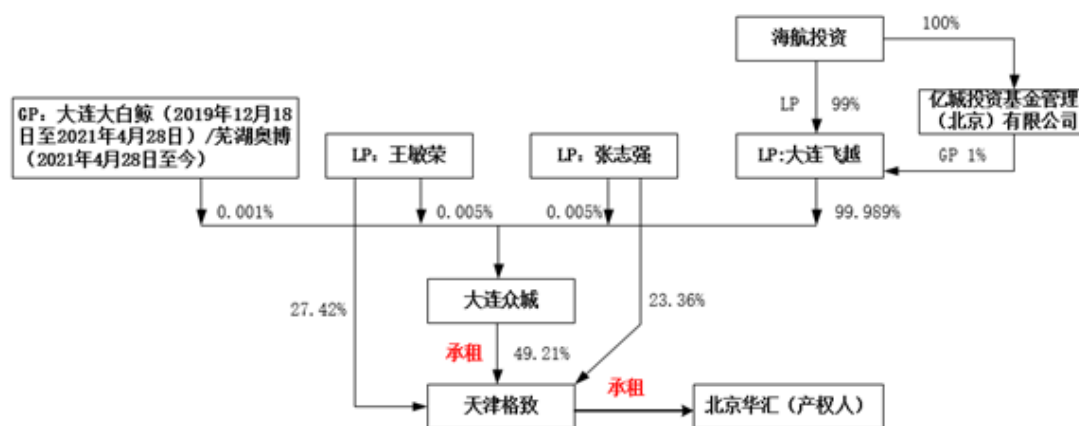 海航投资
100%
LP
99%
亿城投资基金管理
（北京）有限公司
GP：大连大白鲸（2019年12月18
日至2021年4月28日）/芜湖奥博
（2021年4月28日至今）
LP：王敏荣
LP：张志强
LP:大连飞越
GP 1%
0.001%
0.005%
0.005%
99.989%
大连众城
27.42%
23.36%
承租
49.21%
天津格致
承租
北京华汇（产权人）